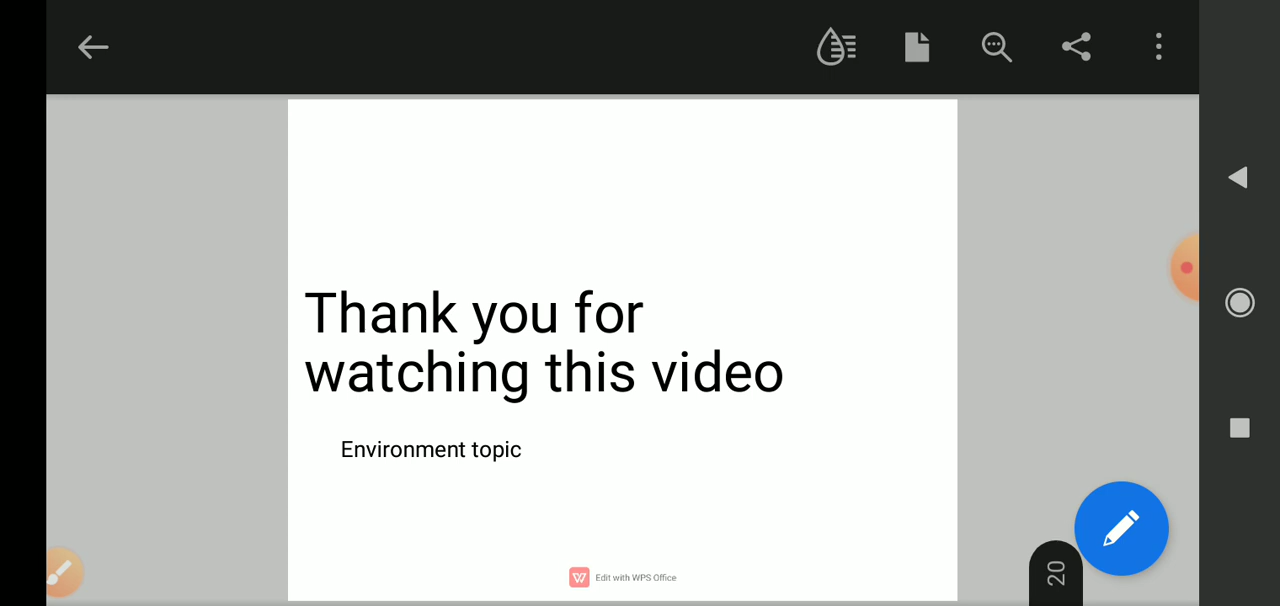 Thank you for
watching this video
Environment topic
Edit with WPS Office
20